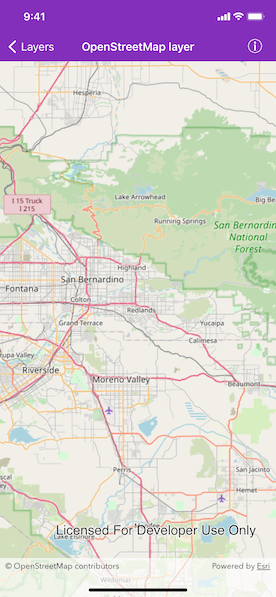 9:41
Layers
OpenStreetMap layer
Hesperia
Lake Arrowhead
Big Be
I 15 Truck
I 215
Running Springs
San Bernardin
National
Forest
Highland
San Bernardino
Fontana
Colton
Redlands
Grand Terrace
Yucaipa
Calimesa
rupa Valley
Riverside
Moreno Valley
Beaumont
Perris
San Jacinto
Hemet
Licensed For Developer Use Only
Lake Elsinore
© OpenStreetMap contributors
Powered by Esri
Wildomar